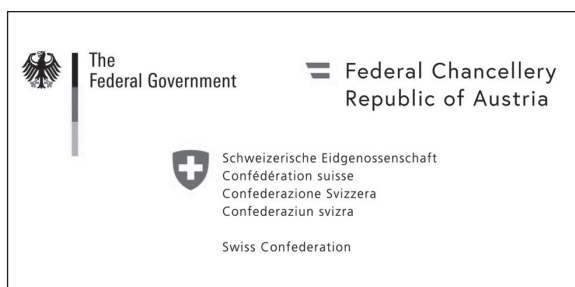 The
Federal Government
Federal Chancellery
Republic of Austria
Schweizerische Eidgenossenschaft
Confédération suisse
Confederazione Svizzera
Confederaziun svizra
Swiss Confederation